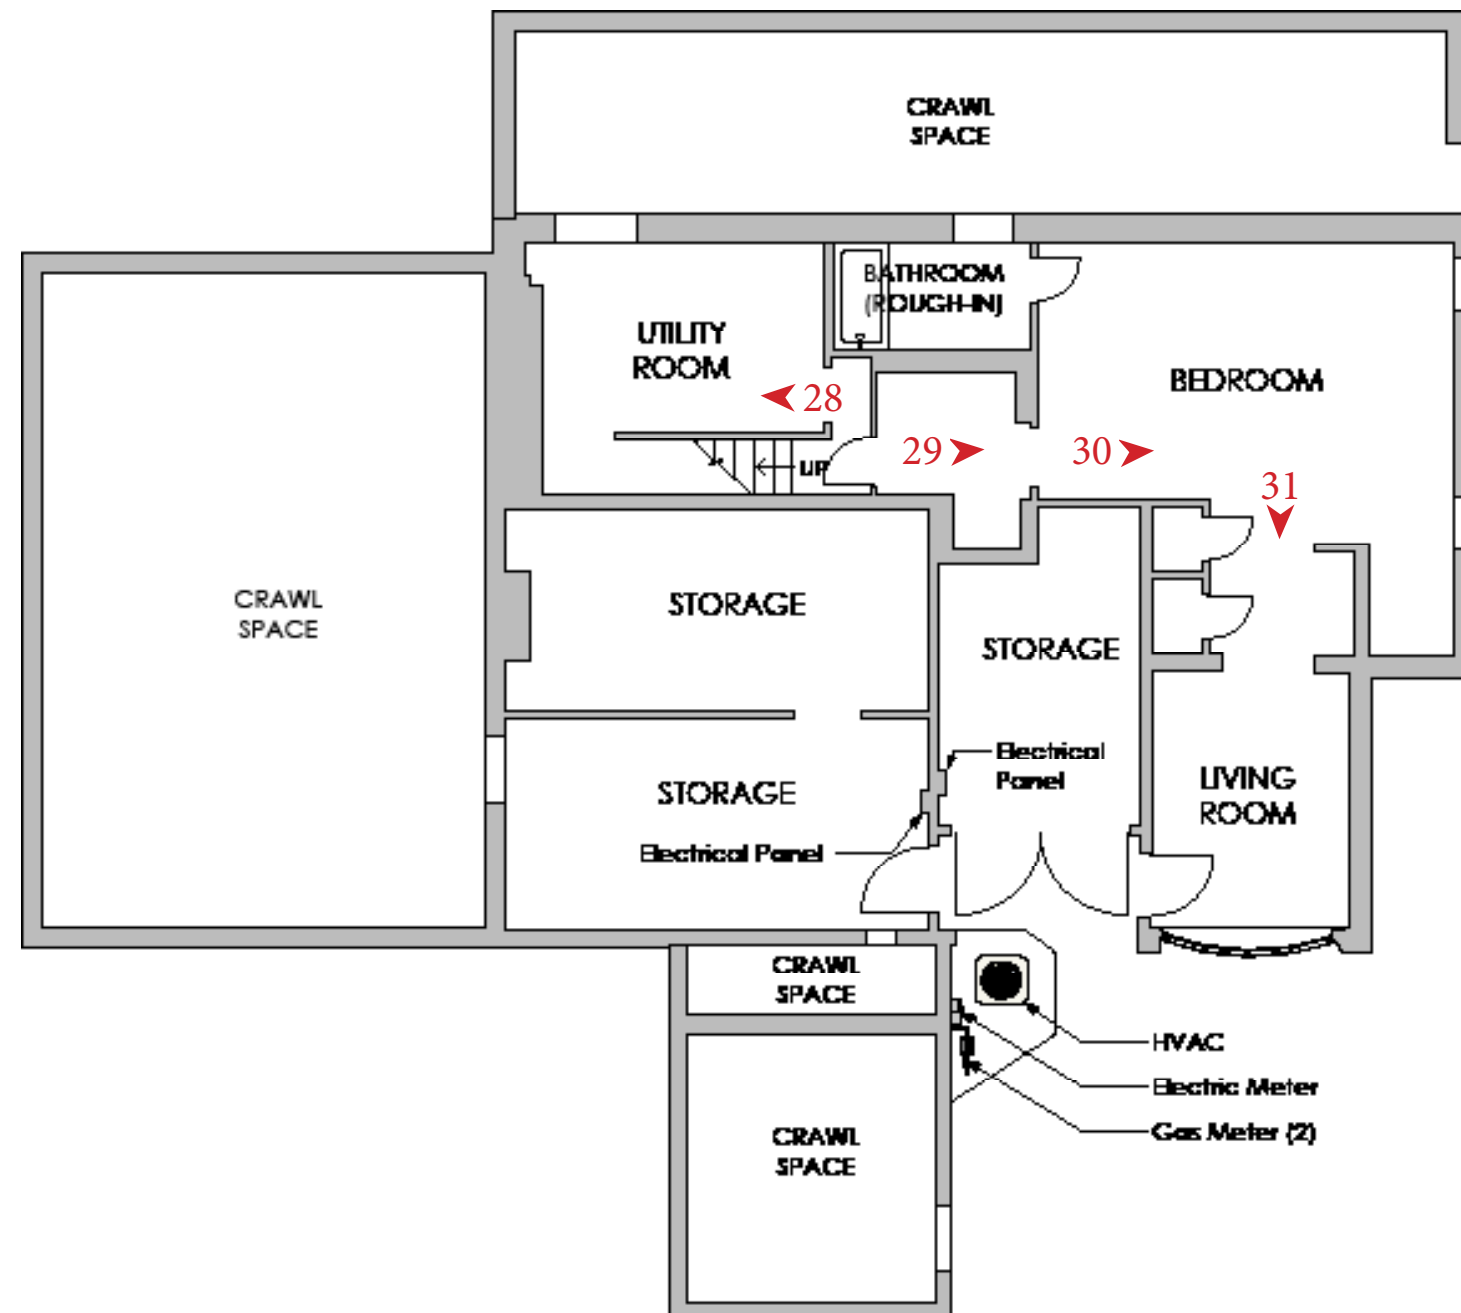 CRAWL
SPACE
BATHROOM
(ROUGH-IN)
UTILITY
ROOM
BEDROOM
28
29
30
UP
31
CRAWL
SPACE
STORAGE
STORAGE
Electrical
Panel
STORAGE
LIVING
ROOM
Electrical Panel
CRAWL
SPACE
HVAC
Electric Meter
Gas Meter (2)
CRAWL
SPACE